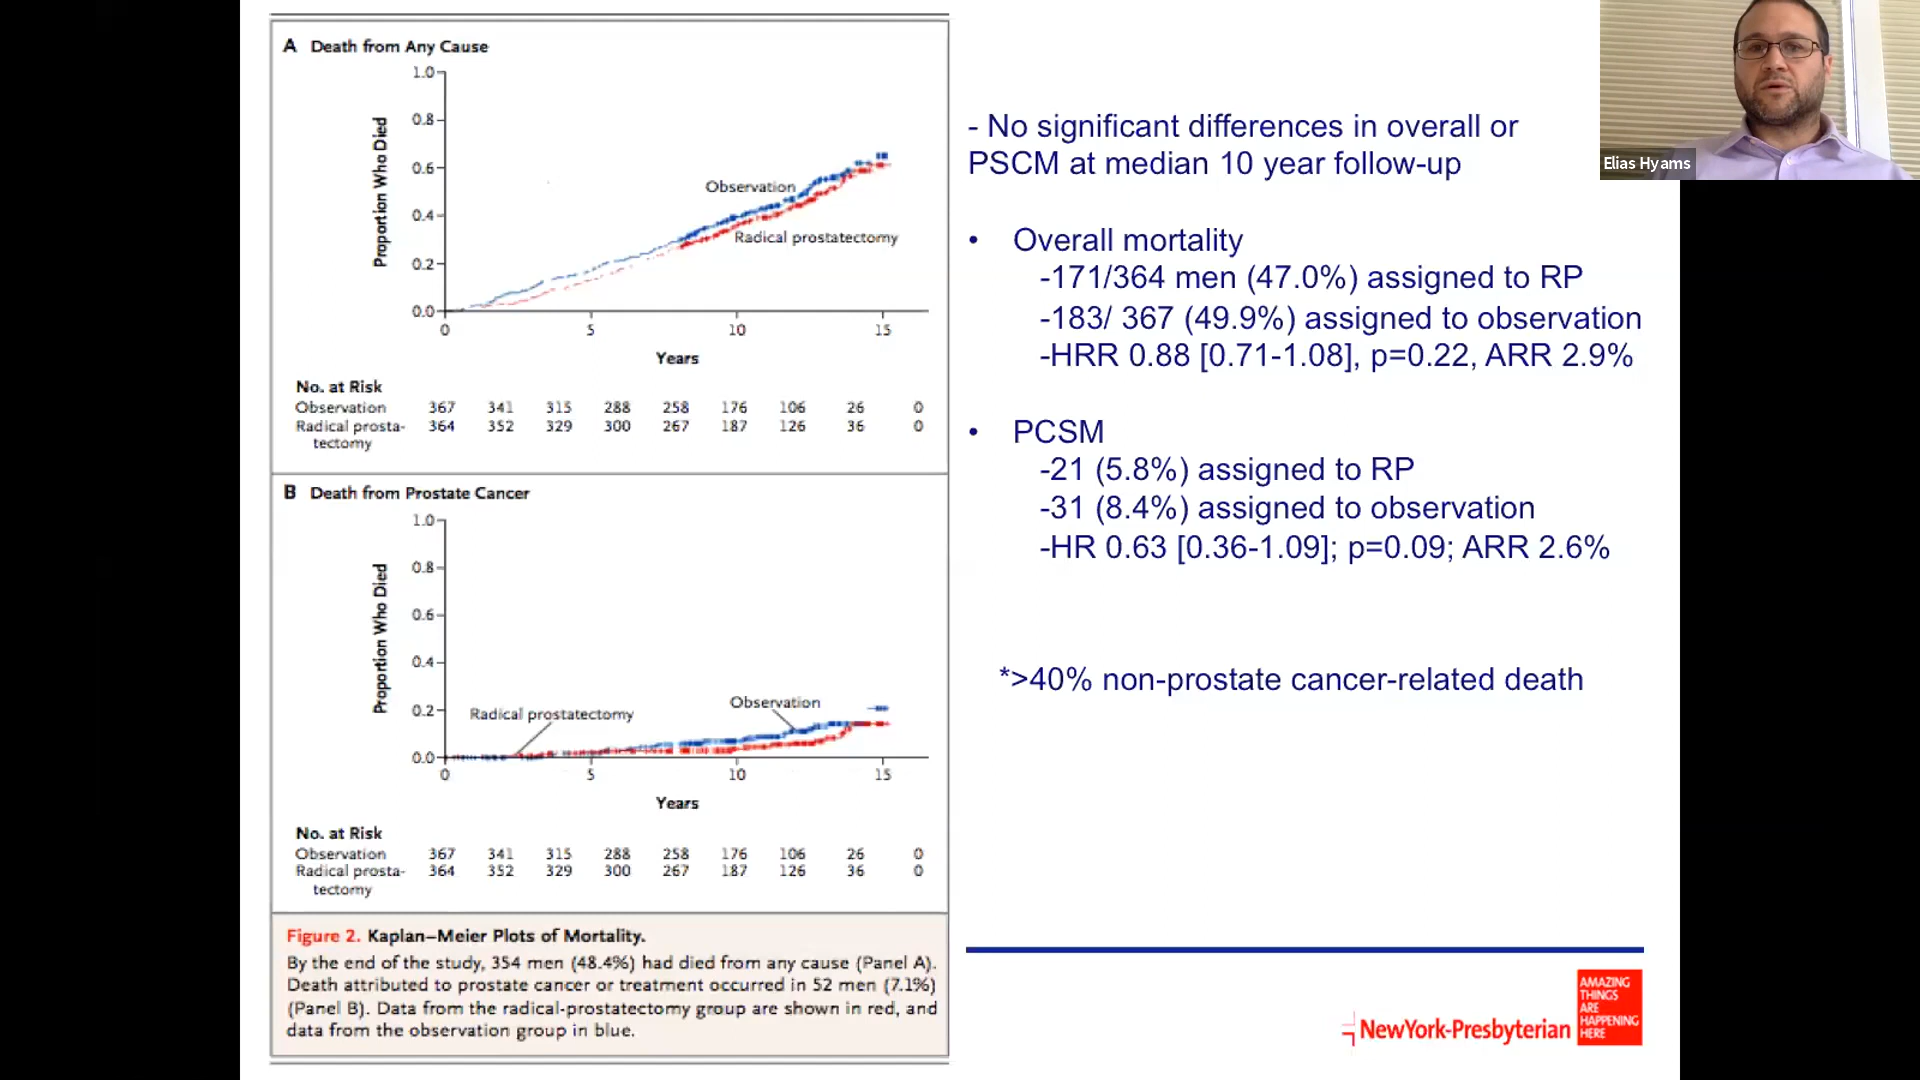 A Death from Any Cause
1.0
0.8
0.6
0.4
0.2
0.0
Proportion Who Died
Observation
Radical prostatectomy
0 5 10 15
Years
No. at Risk
Observation 367 341 315 288 258 176 106 26 0
Radical prosta- 364 352 329 300 267 187 126 36 0
tectomy
B Death from Prostate Cancer
1.0
0.8
0.6
0.4
0.2
0.0
Proportion Who Died
Radical prostatectomy
Observation
0 5 10 15
Years
No. at Risk
Observation 367 341 315 288 258 176 106 26 0
Radical prosta- 364 352 329 300 267 187 126 36 0
tectomy
Figure 2. Kaplan–Meier Plots of Mortality.
By the end of the study, 354 men (48.4%) had died from any cause (Panel A).
Death attributed to prostate cancer or treatment occurred in 52 men (7.1%)
(Panel B). Data from the radical-prostatectomy group are shown in red, and
data from the observation group in blue.
- No significant differences in overall or
PSCM at median 10 year follow-up
• Overall mortality
-171/364 men (47.0%) assigned to RP
-183/ 367 (49.9%) assigned to observation
-HRR 0.88 [0.71-1.08], p=0.22, ARR 2.9%
• PCSM
-21 (5.8%) assigned to RP
-31 (8.4%) assigned to observation
-HR 0.63 [0.36-1.09]; p=0.09; ARR 2.6%
*>40% non-prostate cancer-related death
NewYork-Presbyterian
AMAZING
THINGS
ARE
HAPPENING
HERE
Elias Hyams